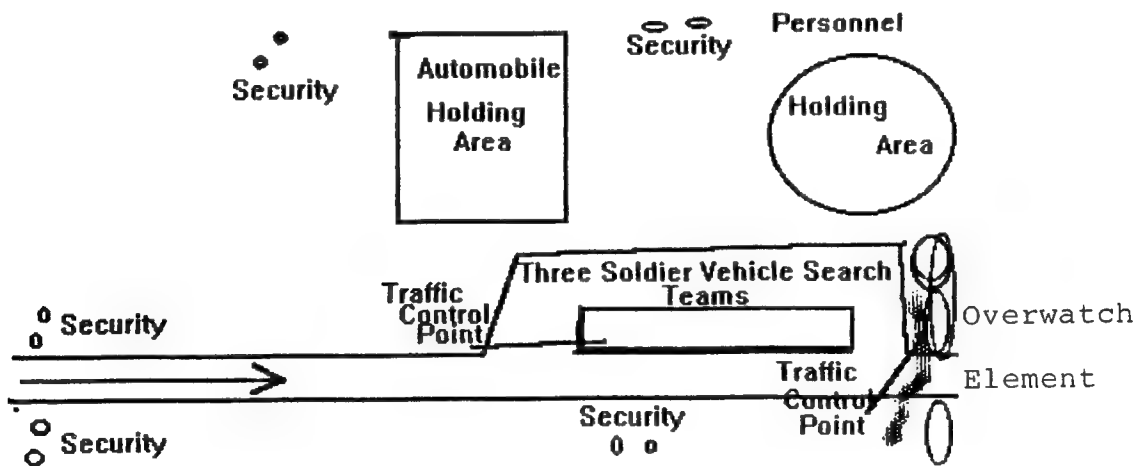 Security
Automobile
Holding
Area
Security
Personnel
Holding
Area
Three Soldier Vehicle Search
Teams
Traffic
Control
Point
Security
Overwatch
Element
Traffic
Control
Point
Security
Security